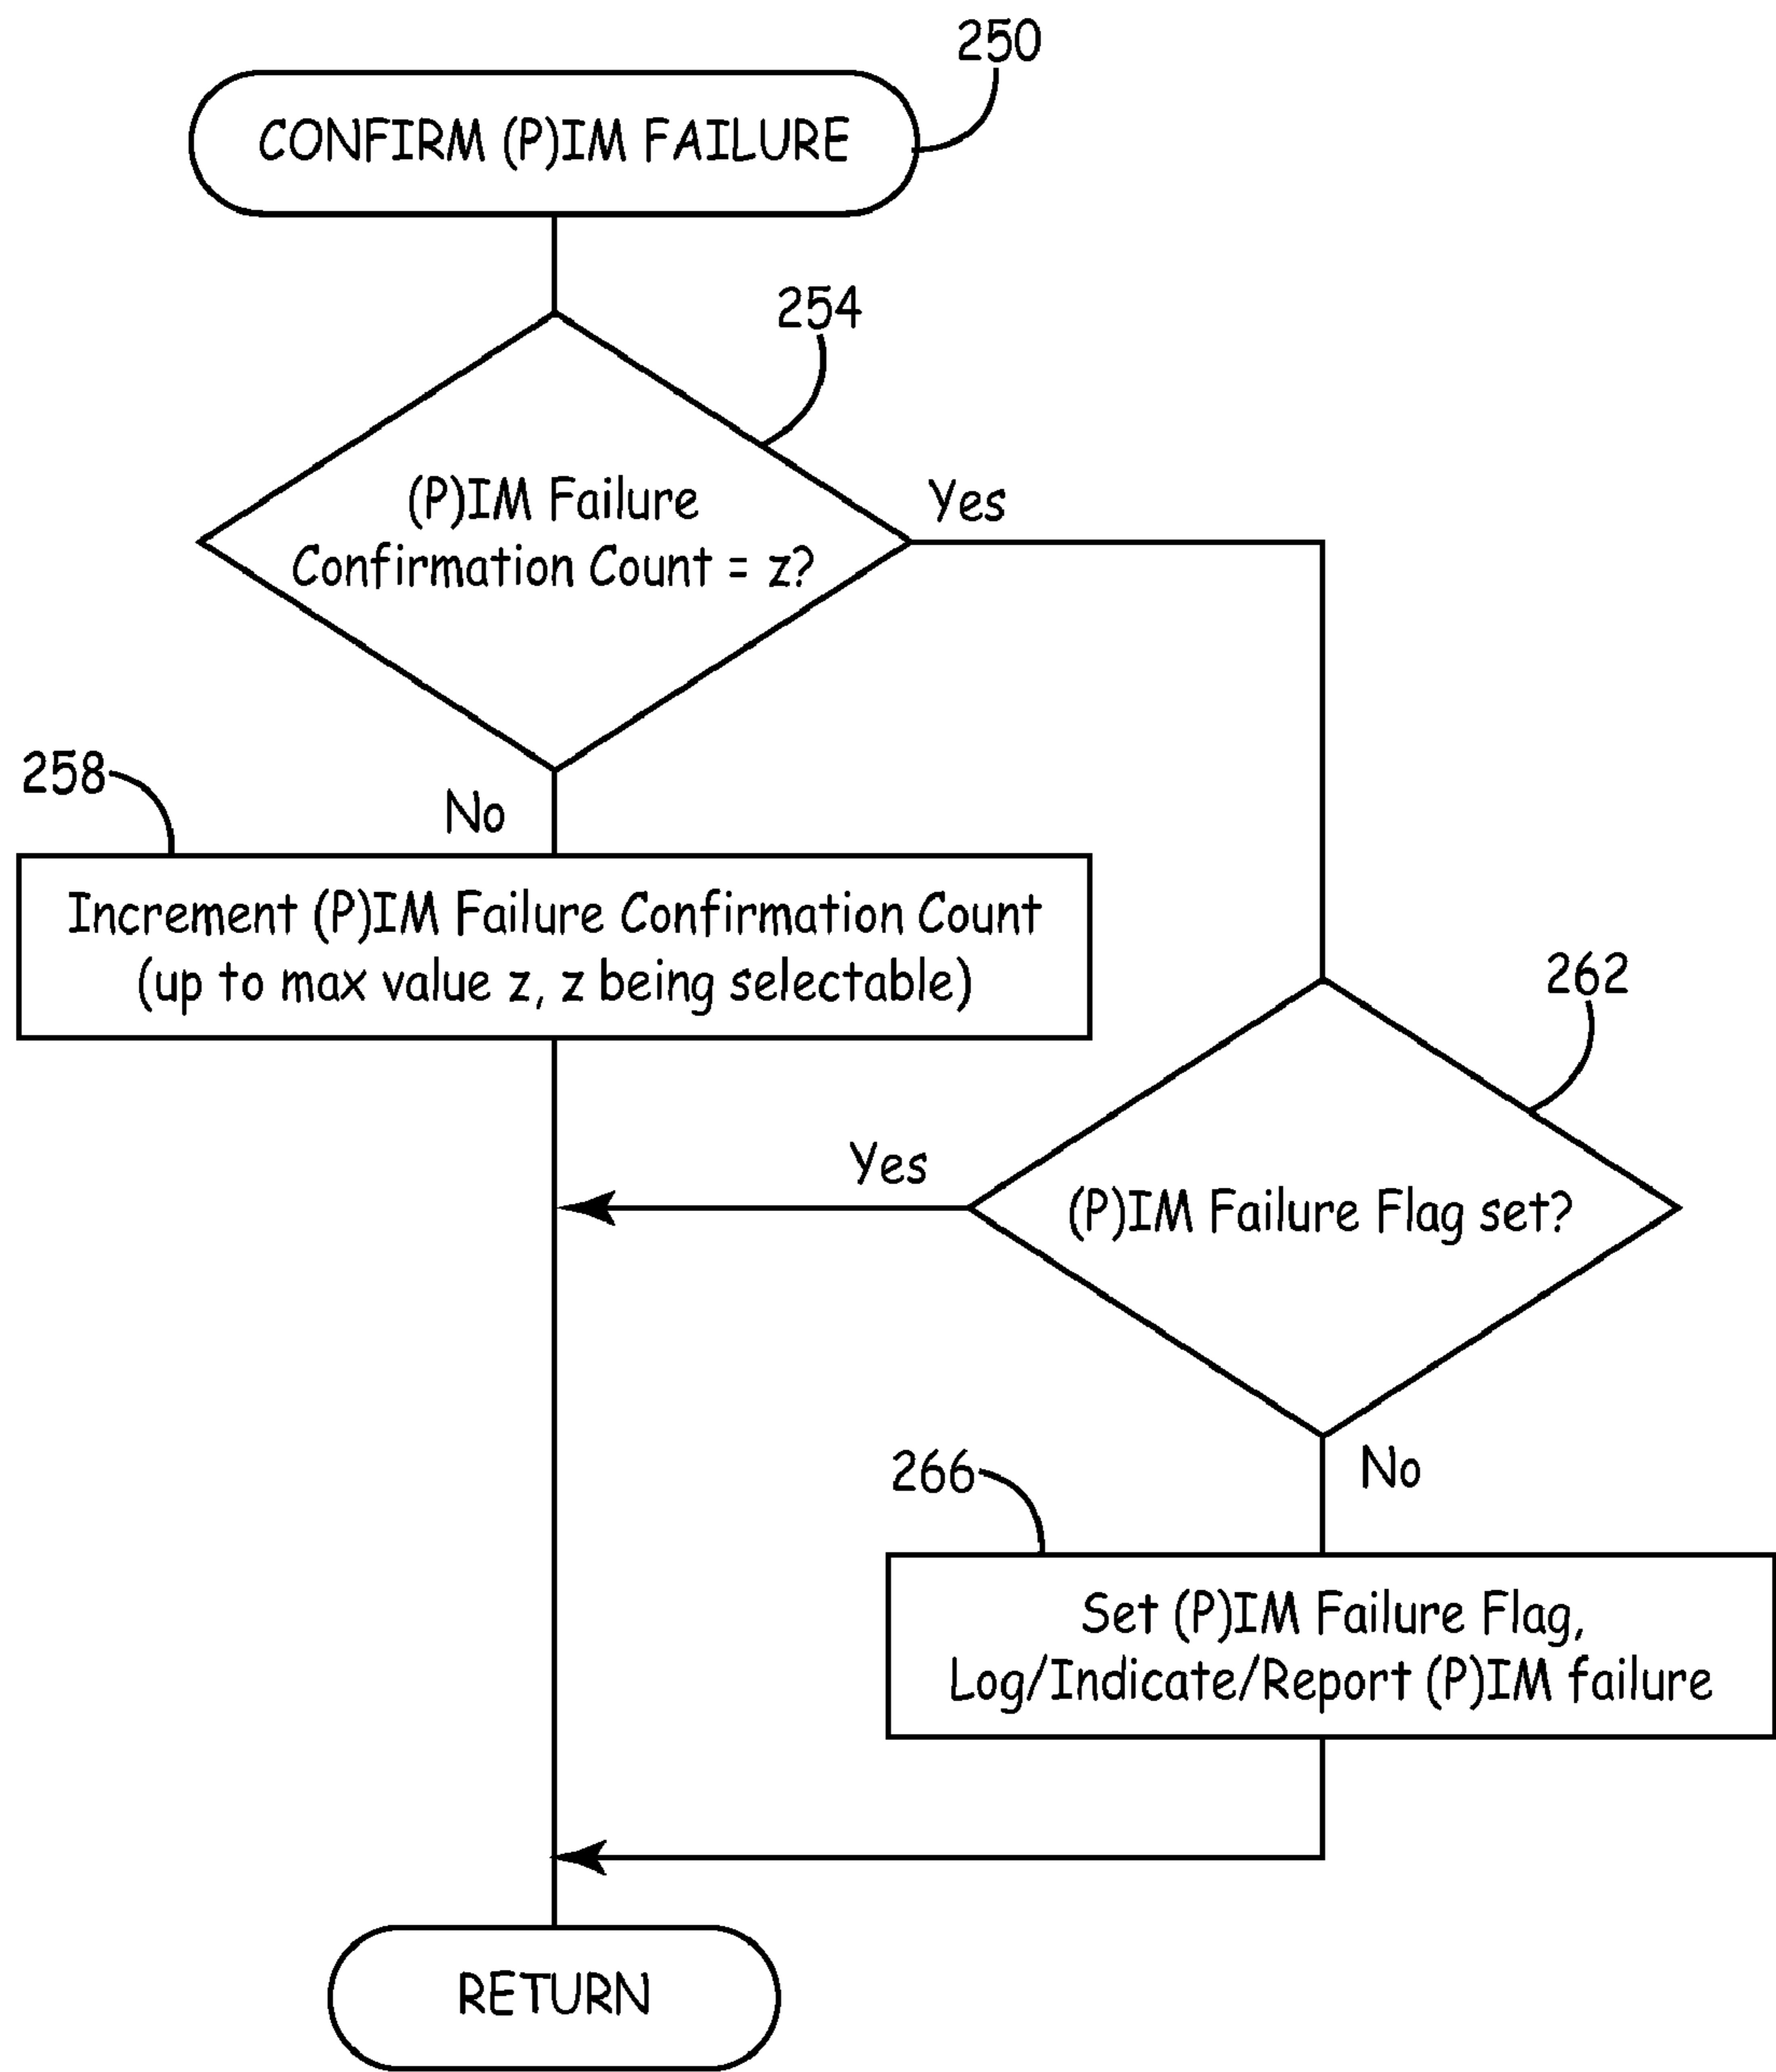 250
CONFIRM (P)IM FAILURE
254
(P)IM Failure
Confirmation Count = z?
Yes
258
No
Increment (P)IM Failure Confirmation Count
(up to max value z, z being selectable)
262
Yes
(P)IM Failure Flag set?
266
No
Set (P)IM Failure Flag,
Log/Indicate/Report (P)IM failure
RETURN